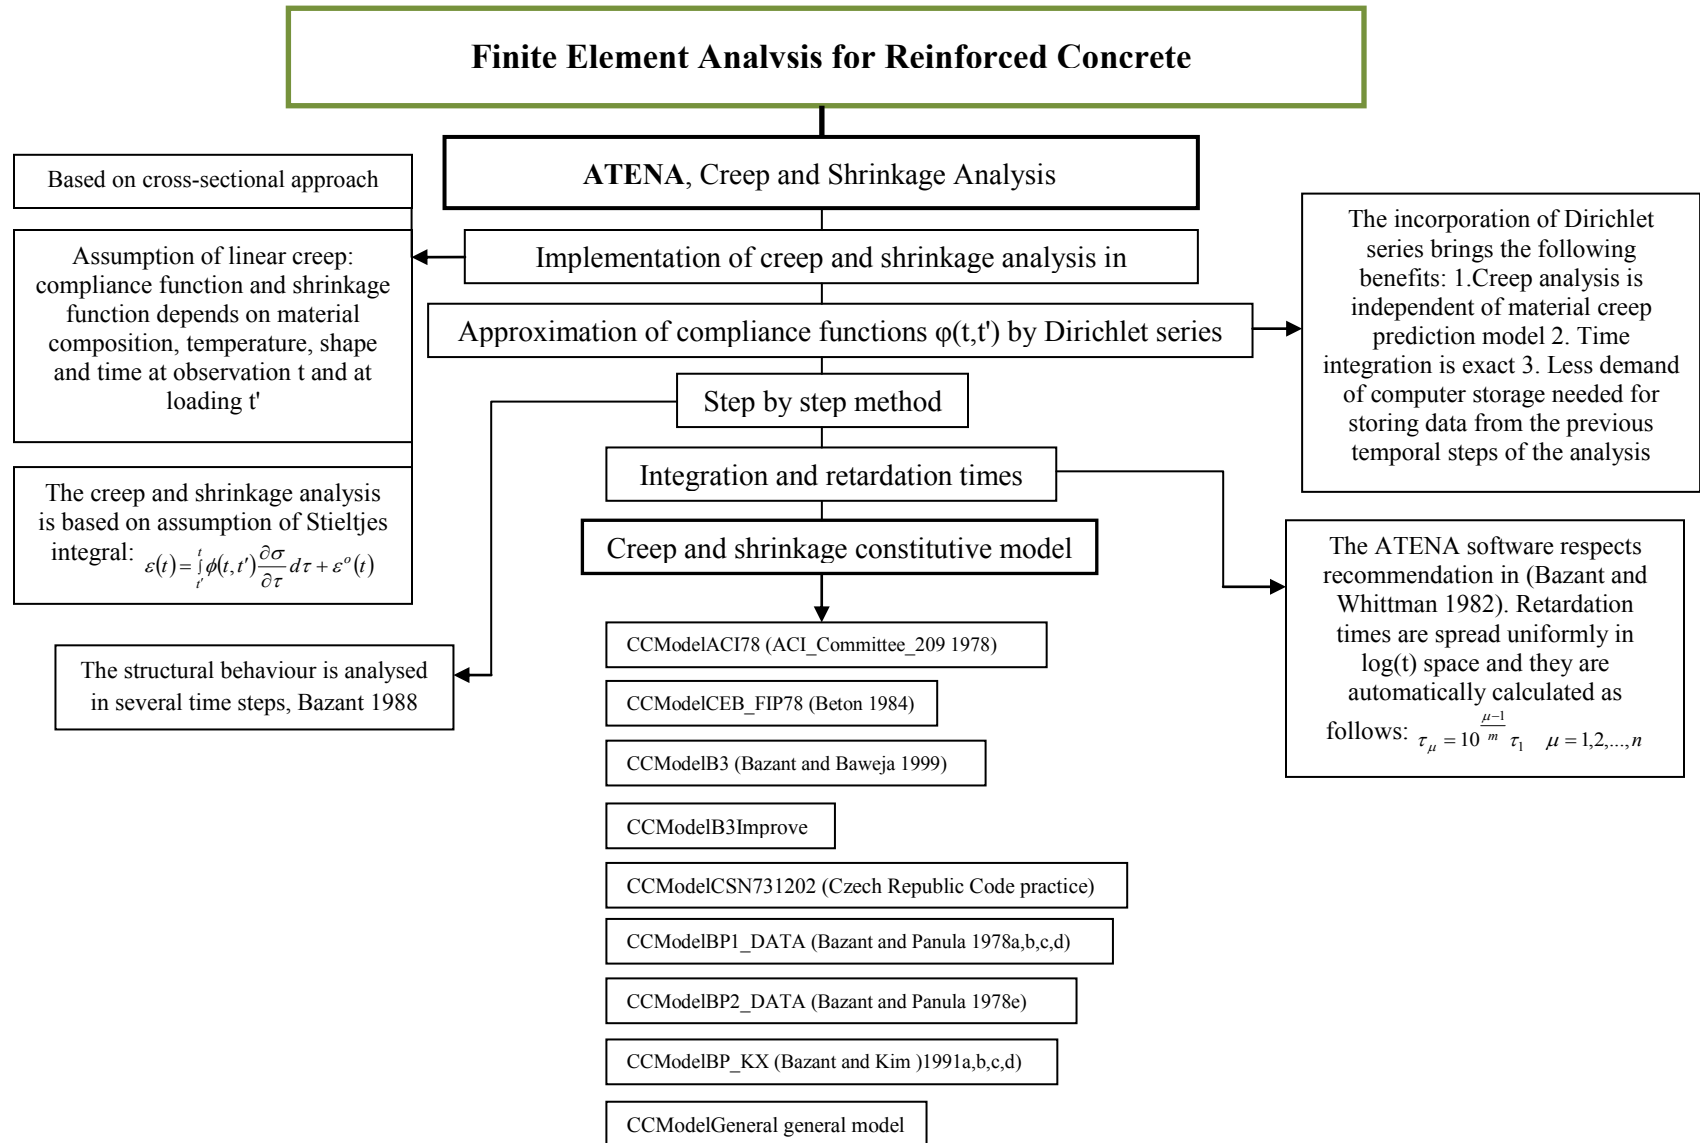 Finite Element Analysis for Reinforced Concrete
ATENA, Creep and Shrinkage Analysis
Based on cross-sectional approach
Implementation of creep and shrinkage analysis in
Assumption of linear creep:
compliance function and shrinkage
function depends on material
composition, temperature, shape
and time at observation t and at
loading t'
The incorporation of Dirichlet
series brings the following
benefits: 1.Creep analysis is
independent of material creep
prediction model 2. Time
integration is exact 3. Less demand
of computer storage needed for
storing data from the previous
temporal steps of the analysis
Approximation of compliance functions φ(t,t') by Dirichlet series
Step by step method
Integration and retardation times
The creep and shrinkage analysis
is based on assumption of Stieltjes
integral: ε(t)=∫_{t'}^{t} ϕ(t,t′) ∂σ/∂τ dτ + ε^o(t)
Creep and shrinkage constitutive model
The ATENA software respects
recommendation in (Bazant and
Whittman 1982). Retardation
times are spread uniformly in
log(t) space and they are
automatically calculated as
follows: τ_μ = 10^{(μ−1)/m} τ_1 μ = 1,2,...,n
The structural behaviour is analysed
in several time steps, Bazant 1988
CCModelACI78 (ACI_Committee_209 1978)
CCModelCEB_FIP78 (Beton 1984)
CCModelB3 (Bazant and Baweja 1999)
CCModelB3Improve
CCModelCSN731202 (Czech Republic Code practice)
CCModelBP1_DATA (Bazant and Panula 1978a,b,c,d)
CCModelBP2_DATA (Bazant and Panula 1978e)
CCModelBP_KX (Bazant and Kim )1991a,b,c,d)
CCModelGeneral general model